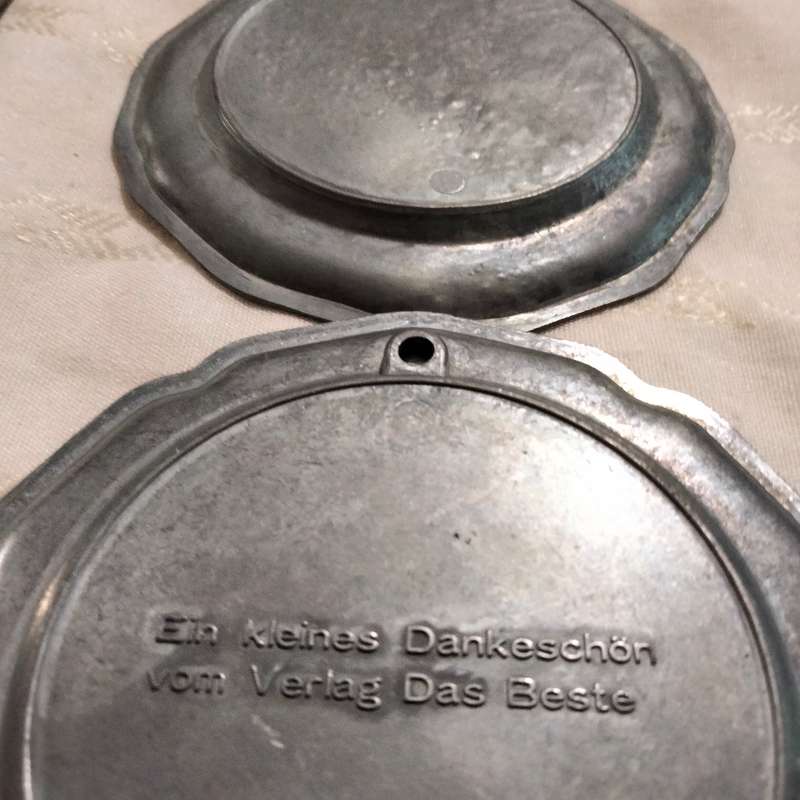 Ein kleines Dankeschön
vom Verlag Das Beste